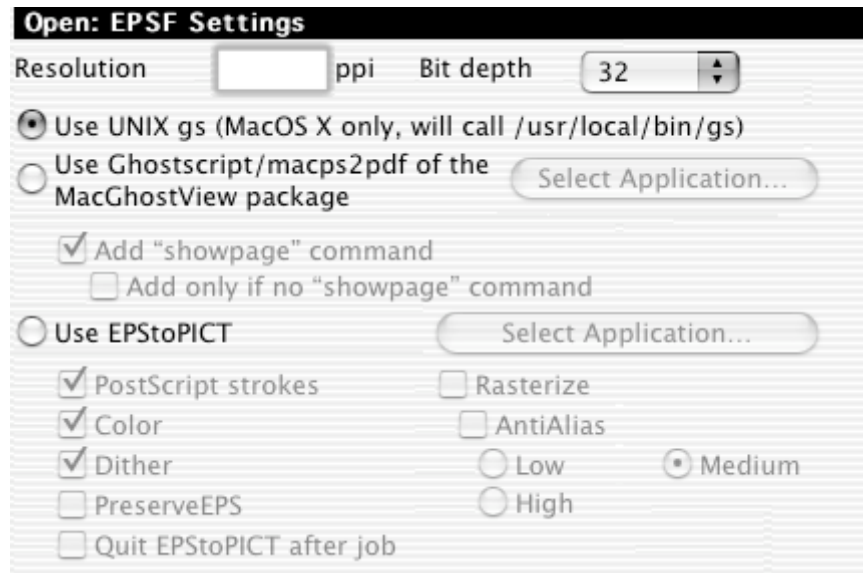 Open: EPSF Settings
Resolution ppi Bit depth 32
Use UNIX gs (MacOS X only, will call /usr/local/bin/gs)
Use Ghostscript/macps2pdf of the
MacGhostView package
Select Application...
Add “showpage” command
Add only if no “showpage” command
Use EPStoPICT Select Application...
PostScript strokes Rasterize
Color AntiAlias
Dither Low Medium
PreserveEPS High
Quit EPStoPICT after job